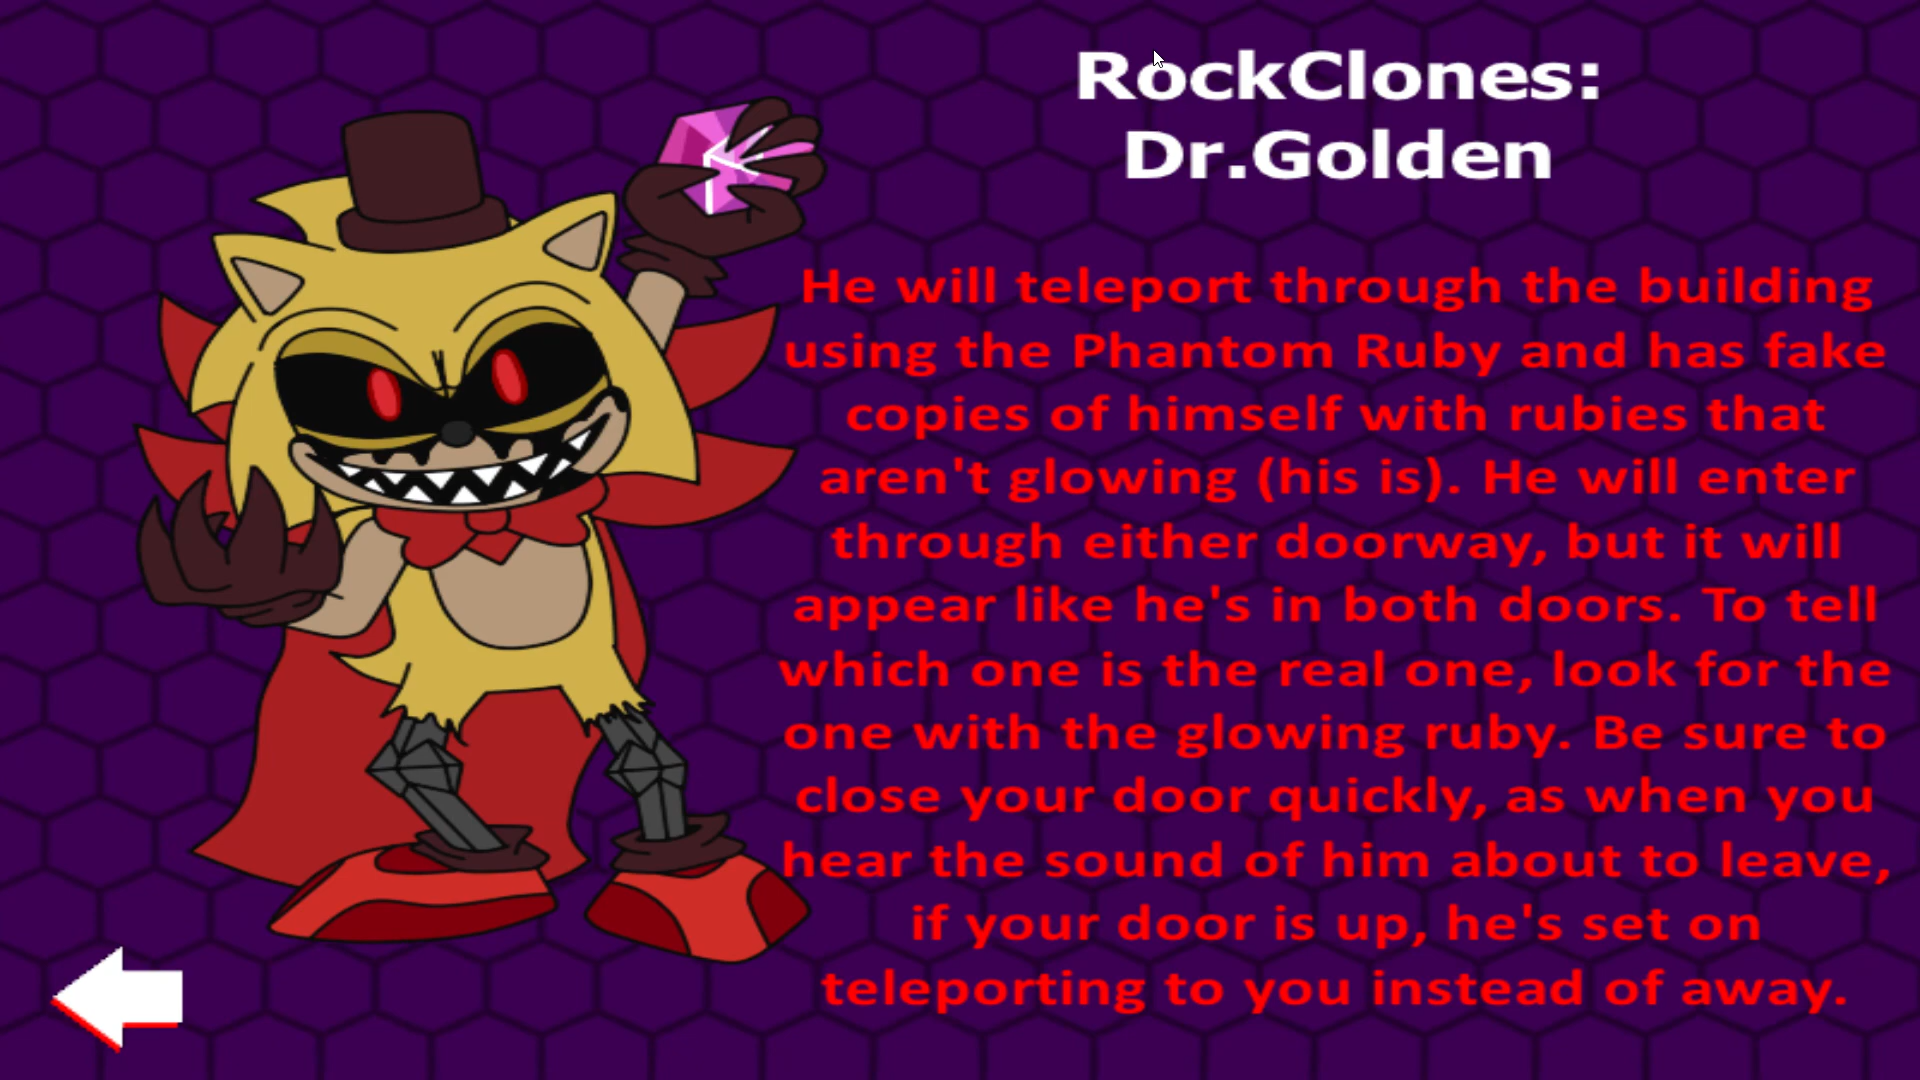 RockClones:
Dr.Golden
He will teleport through the building
using the Phantom Ruby and has fake
copies of himself with rubies that
aren't glowing (his is). He will enter
through either doorway, but it will
appear like he's in both doors. To tell
which one is the real one, look for the
one with the glowing ruby. Be sure to
close your door quickly, as when you
hear the sound of him about to leave,
if your door is up, he's set on
teleporting to you instead of away.